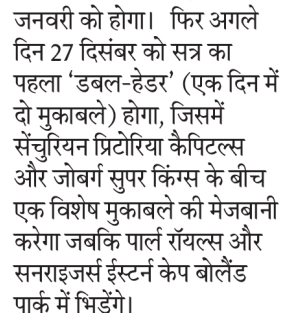 जनवरी को होगा।  फिर अगले
दिन 27 दिसंबर को सत्र का
पहला ‘डबल-हेडर’ (एक दिन में
दो मुकाबले) होगा, जिसमें
सेंचुरियन प्रिटोरिया कैपिटल्स
और जोबर्ग सुपर किंग्स के बीच
एक विशेष मुकाबले की मेजबानी
करेगा जबकि पार्ल रॉयल्स और
सनराइजर्स ईस्टर्न केप बोलैंड
पार्क में भिड़ेंगे।